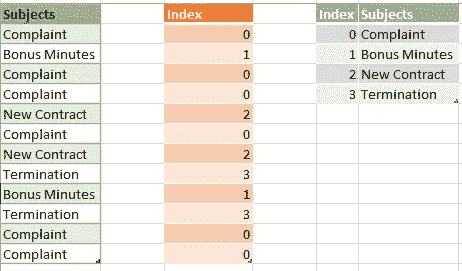 Subjects Index Index Subjects
Complaint 0 0 Complaint
Bonus Minutes 1 1 Bonus Minutes
Complaint 0 2 New Contract
Complaint 0 3 Termination
New Contract 2
Complaint 0
New Contract 2
Termination 3
Bonus Minutes 1
Termination 3
Complaint 0
Complaint 0